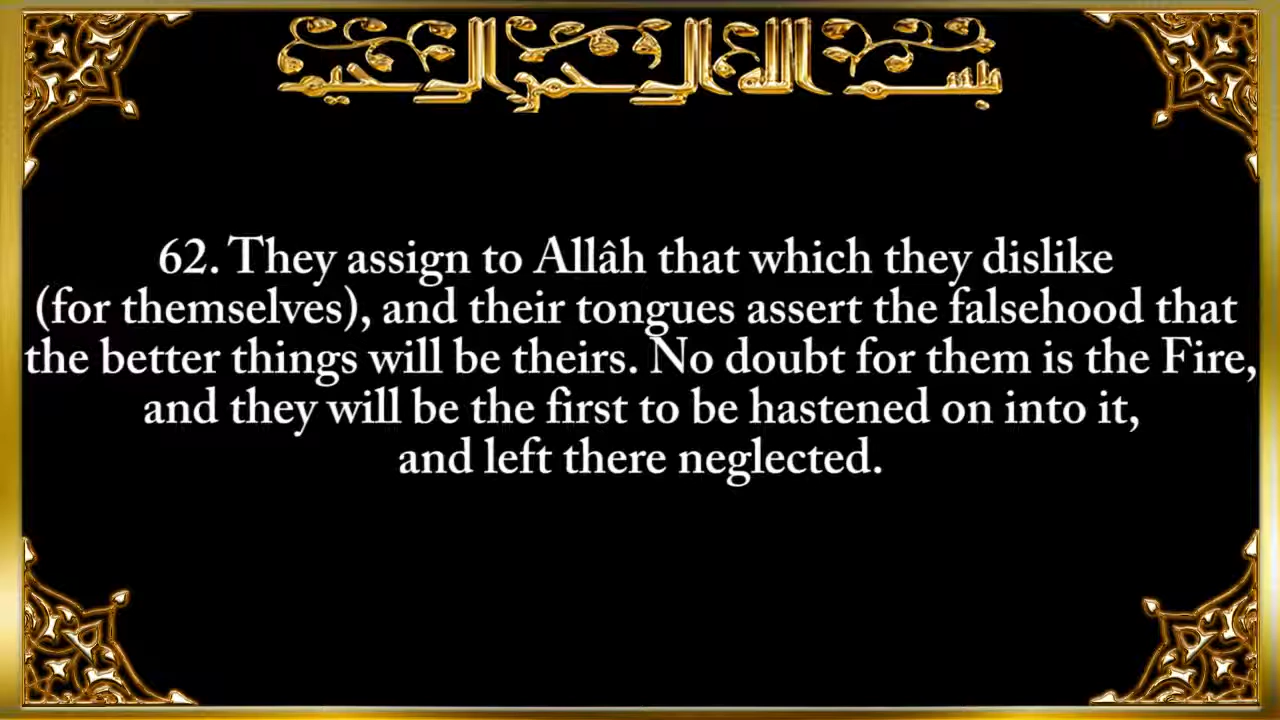 بسم الله الرحمن الرحيم
62. They assign to Allâh that which they dislike
(for themselves), and their tongues assert the falsehood that
the better things will be theirs. No doubt for them is the Fire,
and they will be the first to be hastened on into it,
and left there neglected.